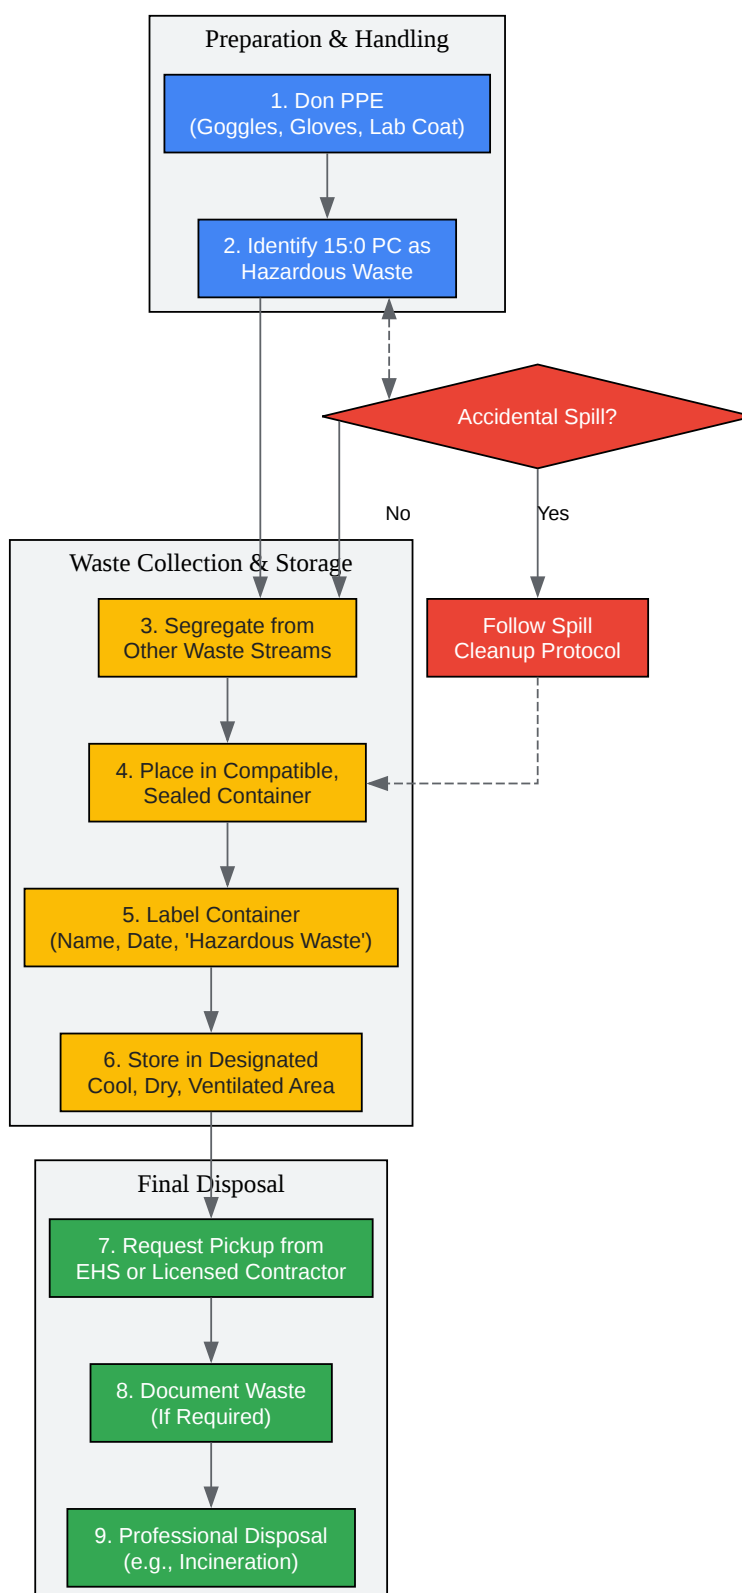 Preparation & Handling
1. Don PPE
(Goggles, Gloves, Lab Coat)
2. Identify 15:0 PC as
Hazardous Waste
Accidental Spill?
No
Yes
Waste Collection & Storage
3. Segregate from
Other Waste Streams
Follow Spill
Cleanup Protocol
4. Place in Compatible,
Sealed Container
5. Label Container
(Name, Date, 'Hazardous Waste')
6. Store in Designated
Cool, Dry, Ventilated Area
Final Disposal
7. Request Pickup from
EHS or Licensed Contractor
8. Document Waste
(If Required)
9. Professional Disposal
(e.g., Incineration)